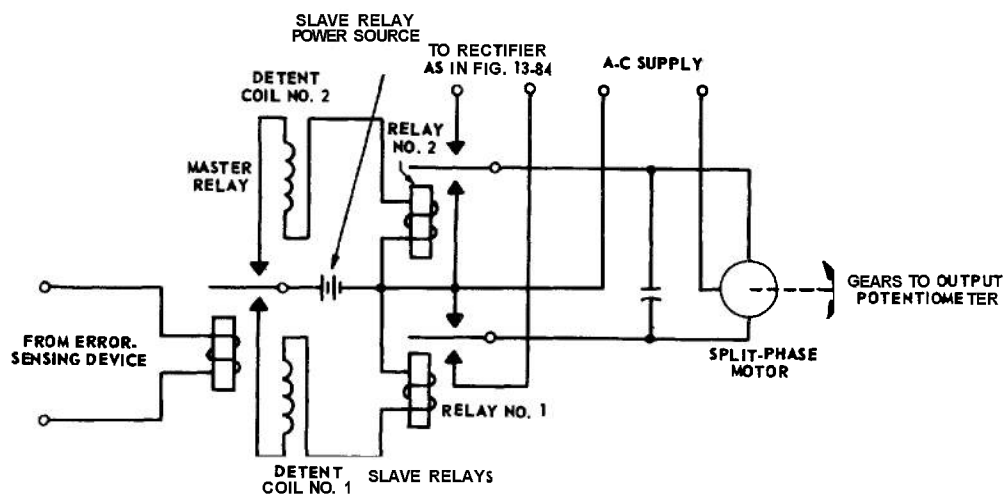 SLAVE RELAY
POWER SOURCE
TO RECTIFIER
AS IN FIG. 13-84
A-C SUPPLY
DETENT
COIL NO. 2
RELAY
NO. 2
MASTER
RELAY
FROM ERROR-
SENSING DEVICE
GEARS TO OUTPUT
POTENTIOMETER
SPLIT-PHASE
MOTOR
RELAY NO. 1
DETENT
COIL NO. 1
SLAVE RELAYS